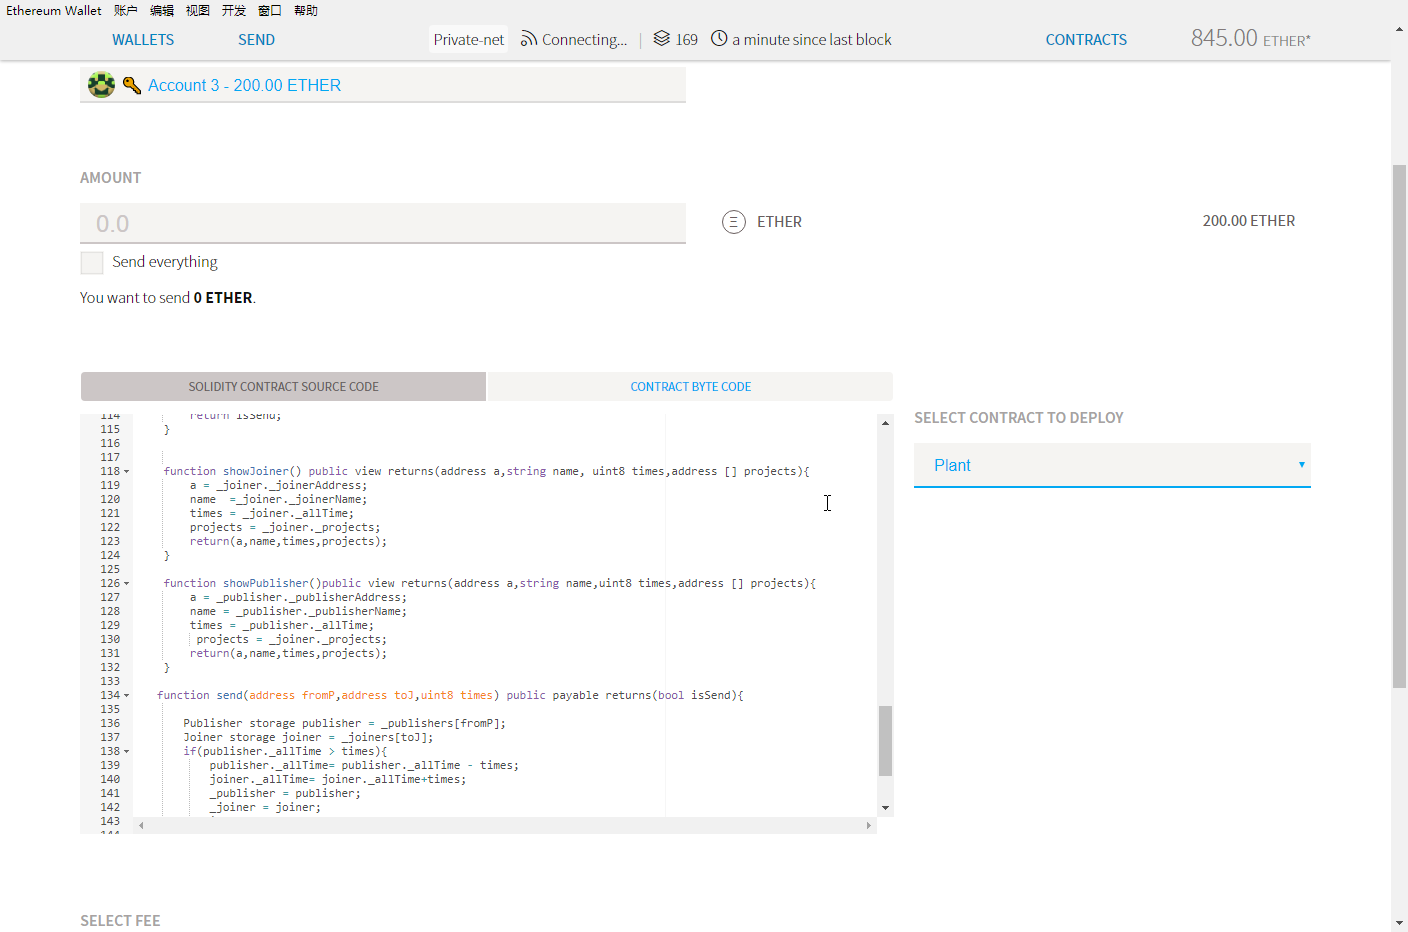 Ethereum Wallet 账户 编辑 视图 开发 窗口 帮助
WALLETS SEND Private-net Connecting... | 169 a minute since last block CONTRACTS 845.00 ETHER*
Account 3 - 200.00 ETHER
AMOUNT
0.0 ETHER 200.00 ETHER
Send everything
You want to send 0 ETHER.
SOLIDITY CONTRACT SOURCE CODE CONTRACT BYTE CODE
SELECT CONTRACT TO DEPLOY
Plant
114 return isSend;
115 }
116
117
118 function showJoiner() public view returns(address a,string name, uint8 times,address [] projects){
119 a = _joiner._joinerAddress;
120 name  =_joiner._joinerName;
121 times = _joiner._allTime;
122 projects = _joiner._projects;
123 return(a,name,times,projects);
124 }
125
126 function showPublisher()public view returns(address a,string name,uint8 times,address [] projects){
127 a = _publisher._publisherAddress;
128 name = _publisher._publisherName;
129 times = _publisher._allTime;
130 projects = _joiner._projects;
131 return(a,name,times,projects);
132 }
133
134 function send(address fromP,address toJ,uint8 times) public payable returns(bool isSend){
135
136 Publisher storage publisher = _publishers[fromP];
137 Joiner storage joiner = _joiners[toJ];
138 if(publisher._allTime > times){
139 publisher._allTime= publisher._allTime - times;
140 joiner._allTime= joiner._allTime+times;
141 _publisher = publisher;
142 _joiner = joiner;
143
144
SELECT FEE